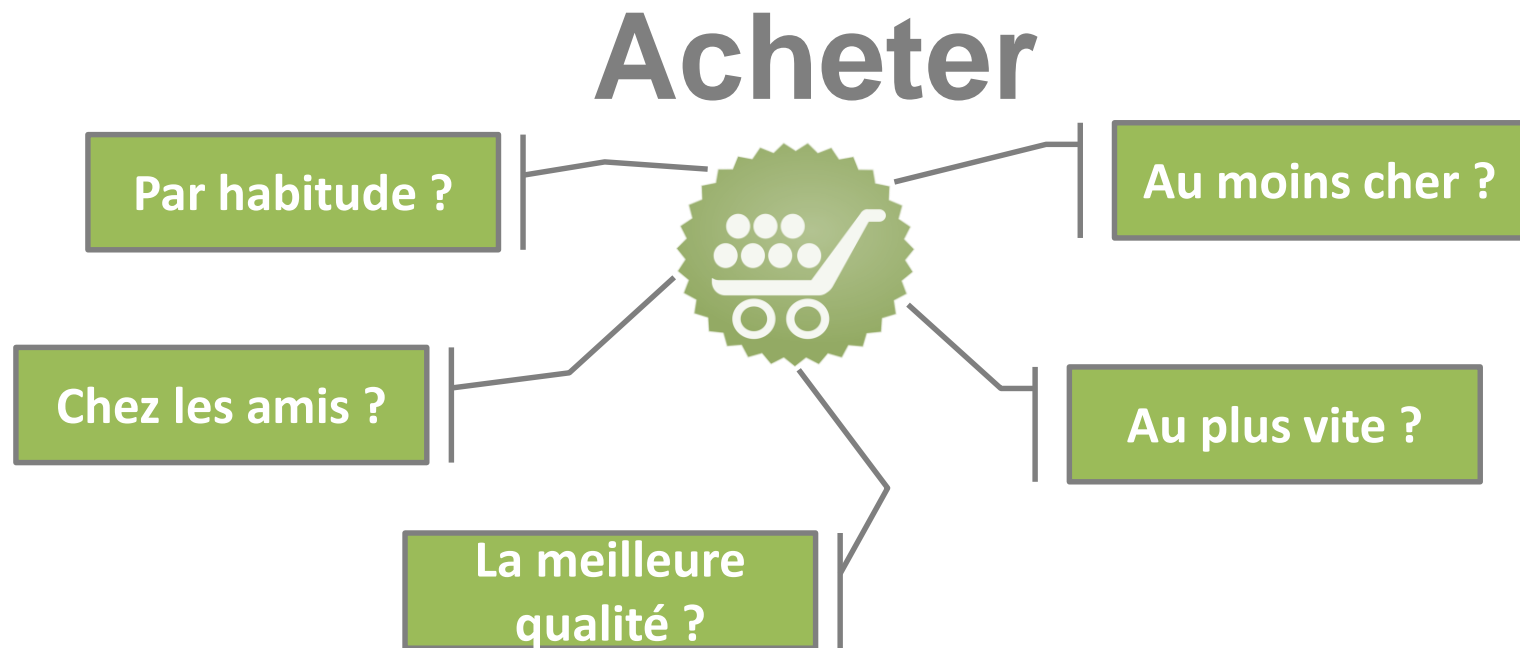 Acheter
Par habitude ?
Au moins cher ?
Chez les amis ?
Au plus vite ?
La meilleure
qualité ?